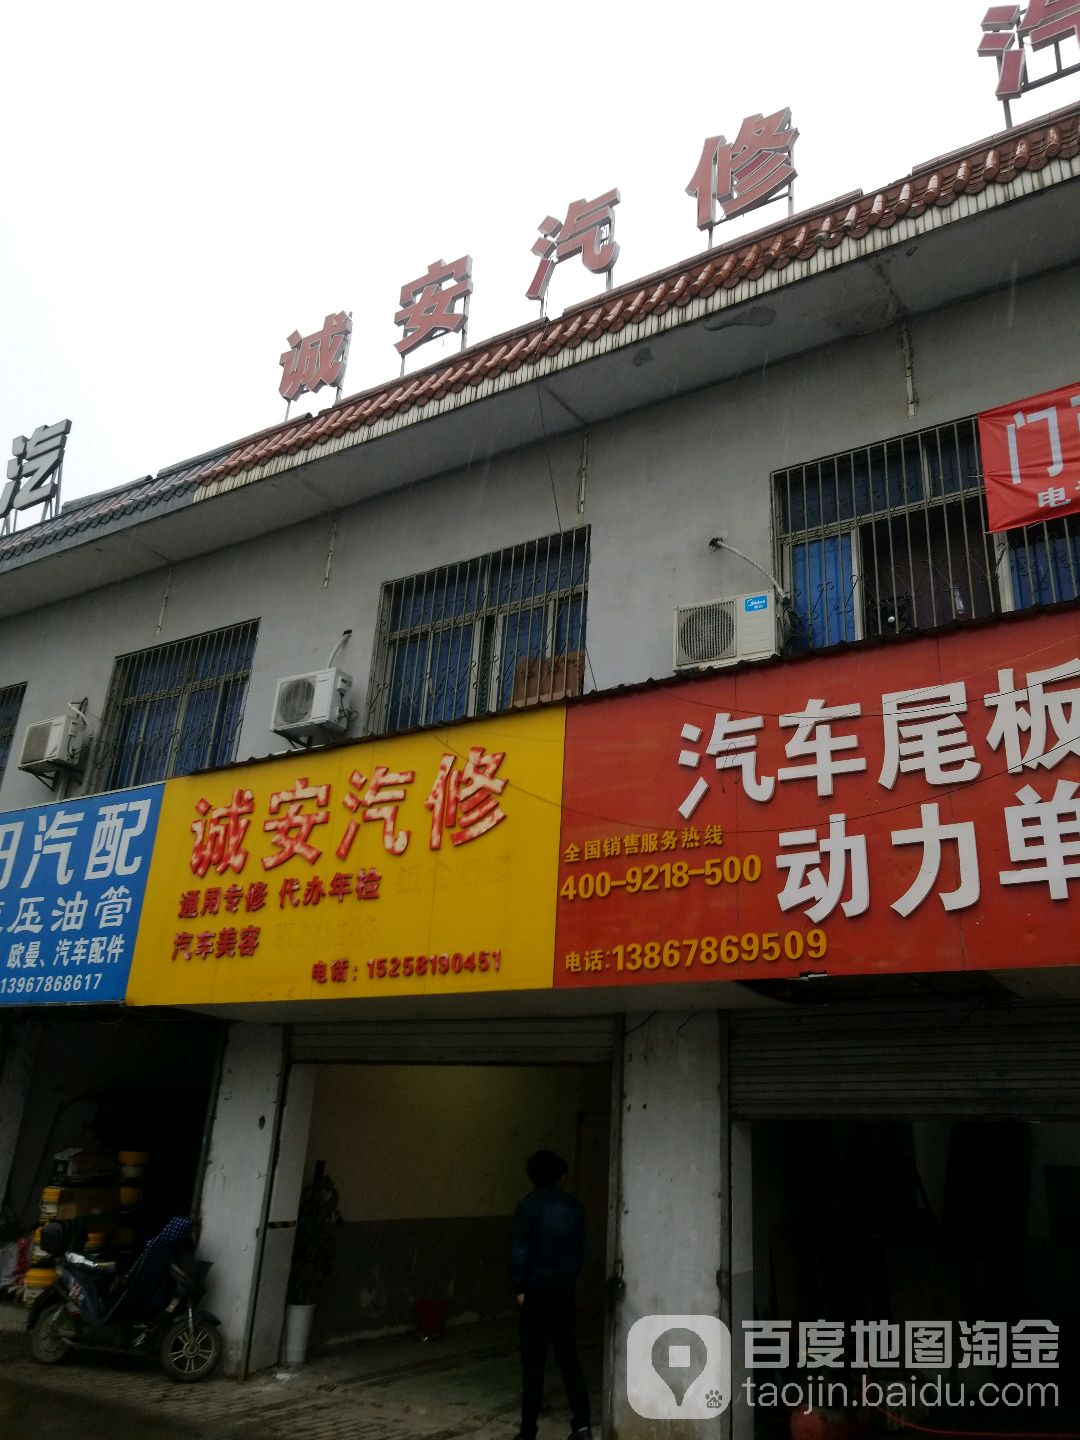 诚安汽修
汽
门
汽配
压油管
欧曼、汽车配件
13967868617
诚安汽修
通用专修 代办年检
汽车美容
电话：15258190451
汽车尾板
动力单
全国销售服务热线
400-9218-500
电话:13867869509
Midea
百度地图淘金
taojin.baidu.com